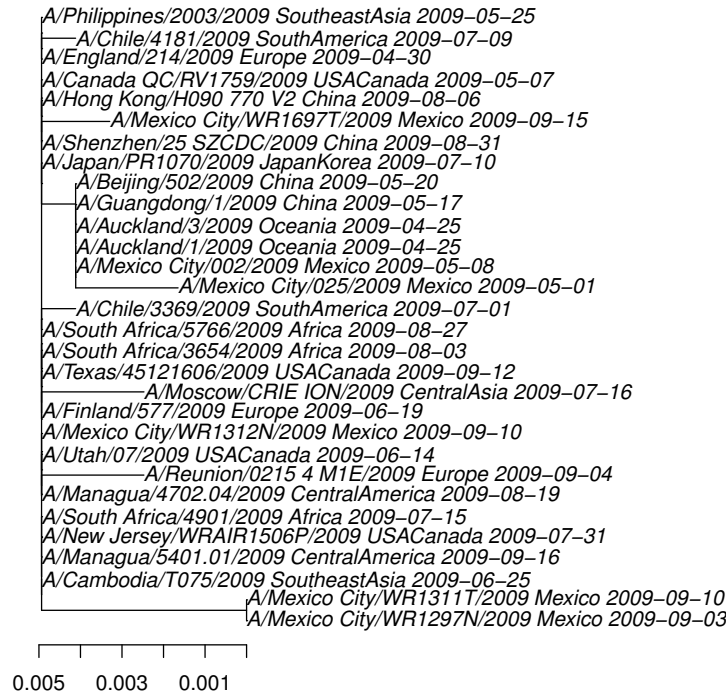 A/Philippines/2003/2009 SoutheastAsia 2009−05−25
A/Chile/4181/2009 SouthAmerica 2009−07−09
A/England/214/2009 Europe 2009−04−30
A/Canada QC/RV1759/2009 USACanada 2009−05−07
A/Hong Kong/H090 770 V2 China 2009−08−06
A/Mexico City/WR1697T/2009 Mexico 2009−09−15
A/Shenzhen/25 SZCDC/2009 China 2009−08−31
A/Japan/PR1070/2009 JapanKorea 2009−07−10
A/Beijing/502/2009 China 2009−05−20
A/Guangdong/1/2009 China 2009−05−17
A/Auckland/3/2009 Oceania 2009−04−25
A/Auckland/1/2009 Oceania 2009−04−25
A/Mexico City/002/2009 Mexico 2009−05−08
A/Mexico City/025/2009 Mexico 2009−05−01
A/Chile/3369/2009 SouthAmerica 2009−07−01
A/South Africa/5766/2009 Africa 2009−08−27
A/South Africa/3654/2009 Africa 2009−08−03
A/Texas/45121606/2009 USACanada 2009−09−12
A/Moscow/CRIE ION/2009 CentralAsia 2009−07−16
A/Finland/577/2009 Europe 2009−06−19
A/Mexico City/WR1312N/2009 Mexico 2009−09−10
A/Utah/07/2009 USACanada 2009−06−14
A/Reunion/0215 4 M1E/2009 Europe 2009−09−04
A/Managua/4702.04/2009 CentralAmerica 2009−08−19
A/South Africa/4901/2009 Africa 2009−07−15
A/New Jersey/WRAIR1506P/2009 USACanada 2009−07−31
A/Managua/5401.01/2009 CentralAmerica 2009−09−16
A/Cambodia/T075/2009 SoutheastAsia 2009−06−25
A/Mexico City/WR1311T/2009 Mexico 2009−09−10
A/Mexico City/WR1297N/2009 Mexico 2009−09−03
0.005 0.003 0.001